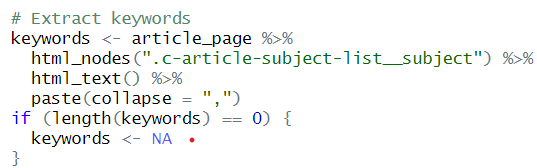 # Extract keywords
keywords <- article_page %>%
  html_nodes(".c-article-subject-list__subject") %>%
  html_text() %>%
  paste(collapse = ",")
if (length(keywords) == 0) {
  keywords <- NA
}